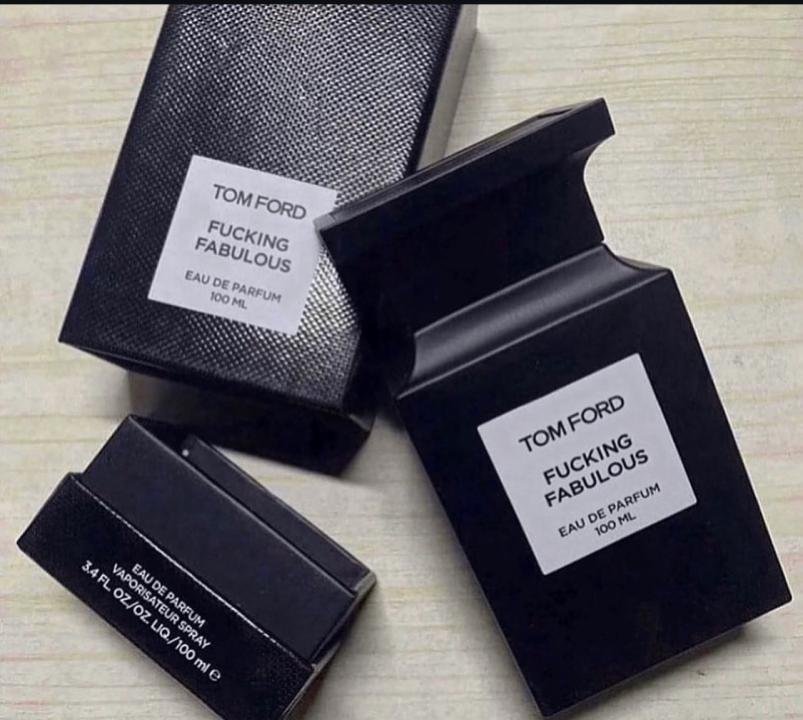 TOM FORD
FUCKING
FABULOUS
EAU DE PARFUM
100 ML
TOM FORD
FUCKING
FABULOUS
EAU DE PARFUM
100 ML
EAU DE PARFUM
VAPORISATEUR SPRAY
3.4 FL OZ/OZ LIQ./100 ml ℮